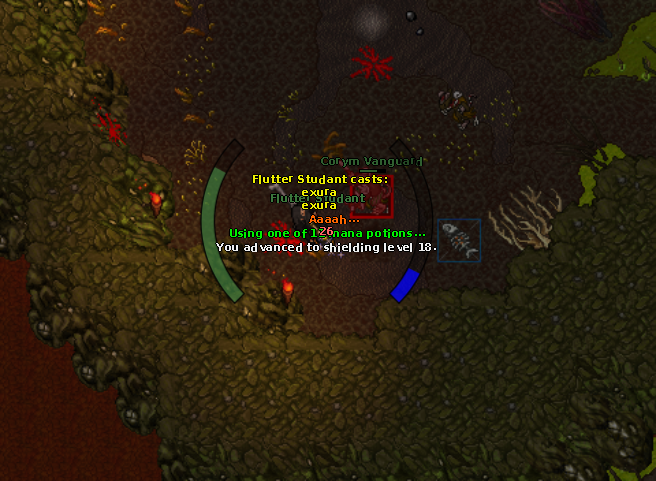 Corym Vanguard
Flutter Studant casts:
exura
Flutter Studant
exura
Aaaah...
26
Using one of mana potions...
You advanced to shielding level 18.